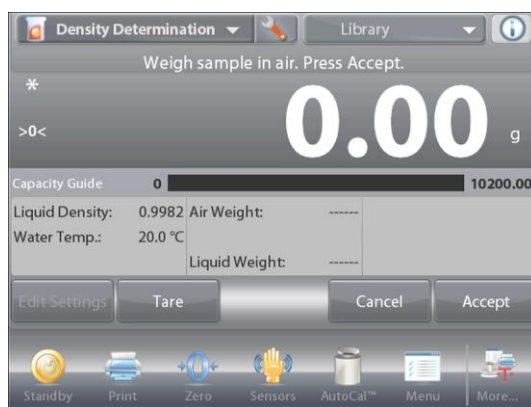 Density Determination Library
Weigh sample in air. Press Accept.
*
>0< 0.00 g
Capacity Guide 0 10200.00
Liquid Density: 0.9982 Air Weight: ------
Water Temp.: 20.0 °C
Liquid Weight: ------
Edit Settings Tare Cancel Accept
Standby Print Zero Sensors AutoCal™ Menu More...